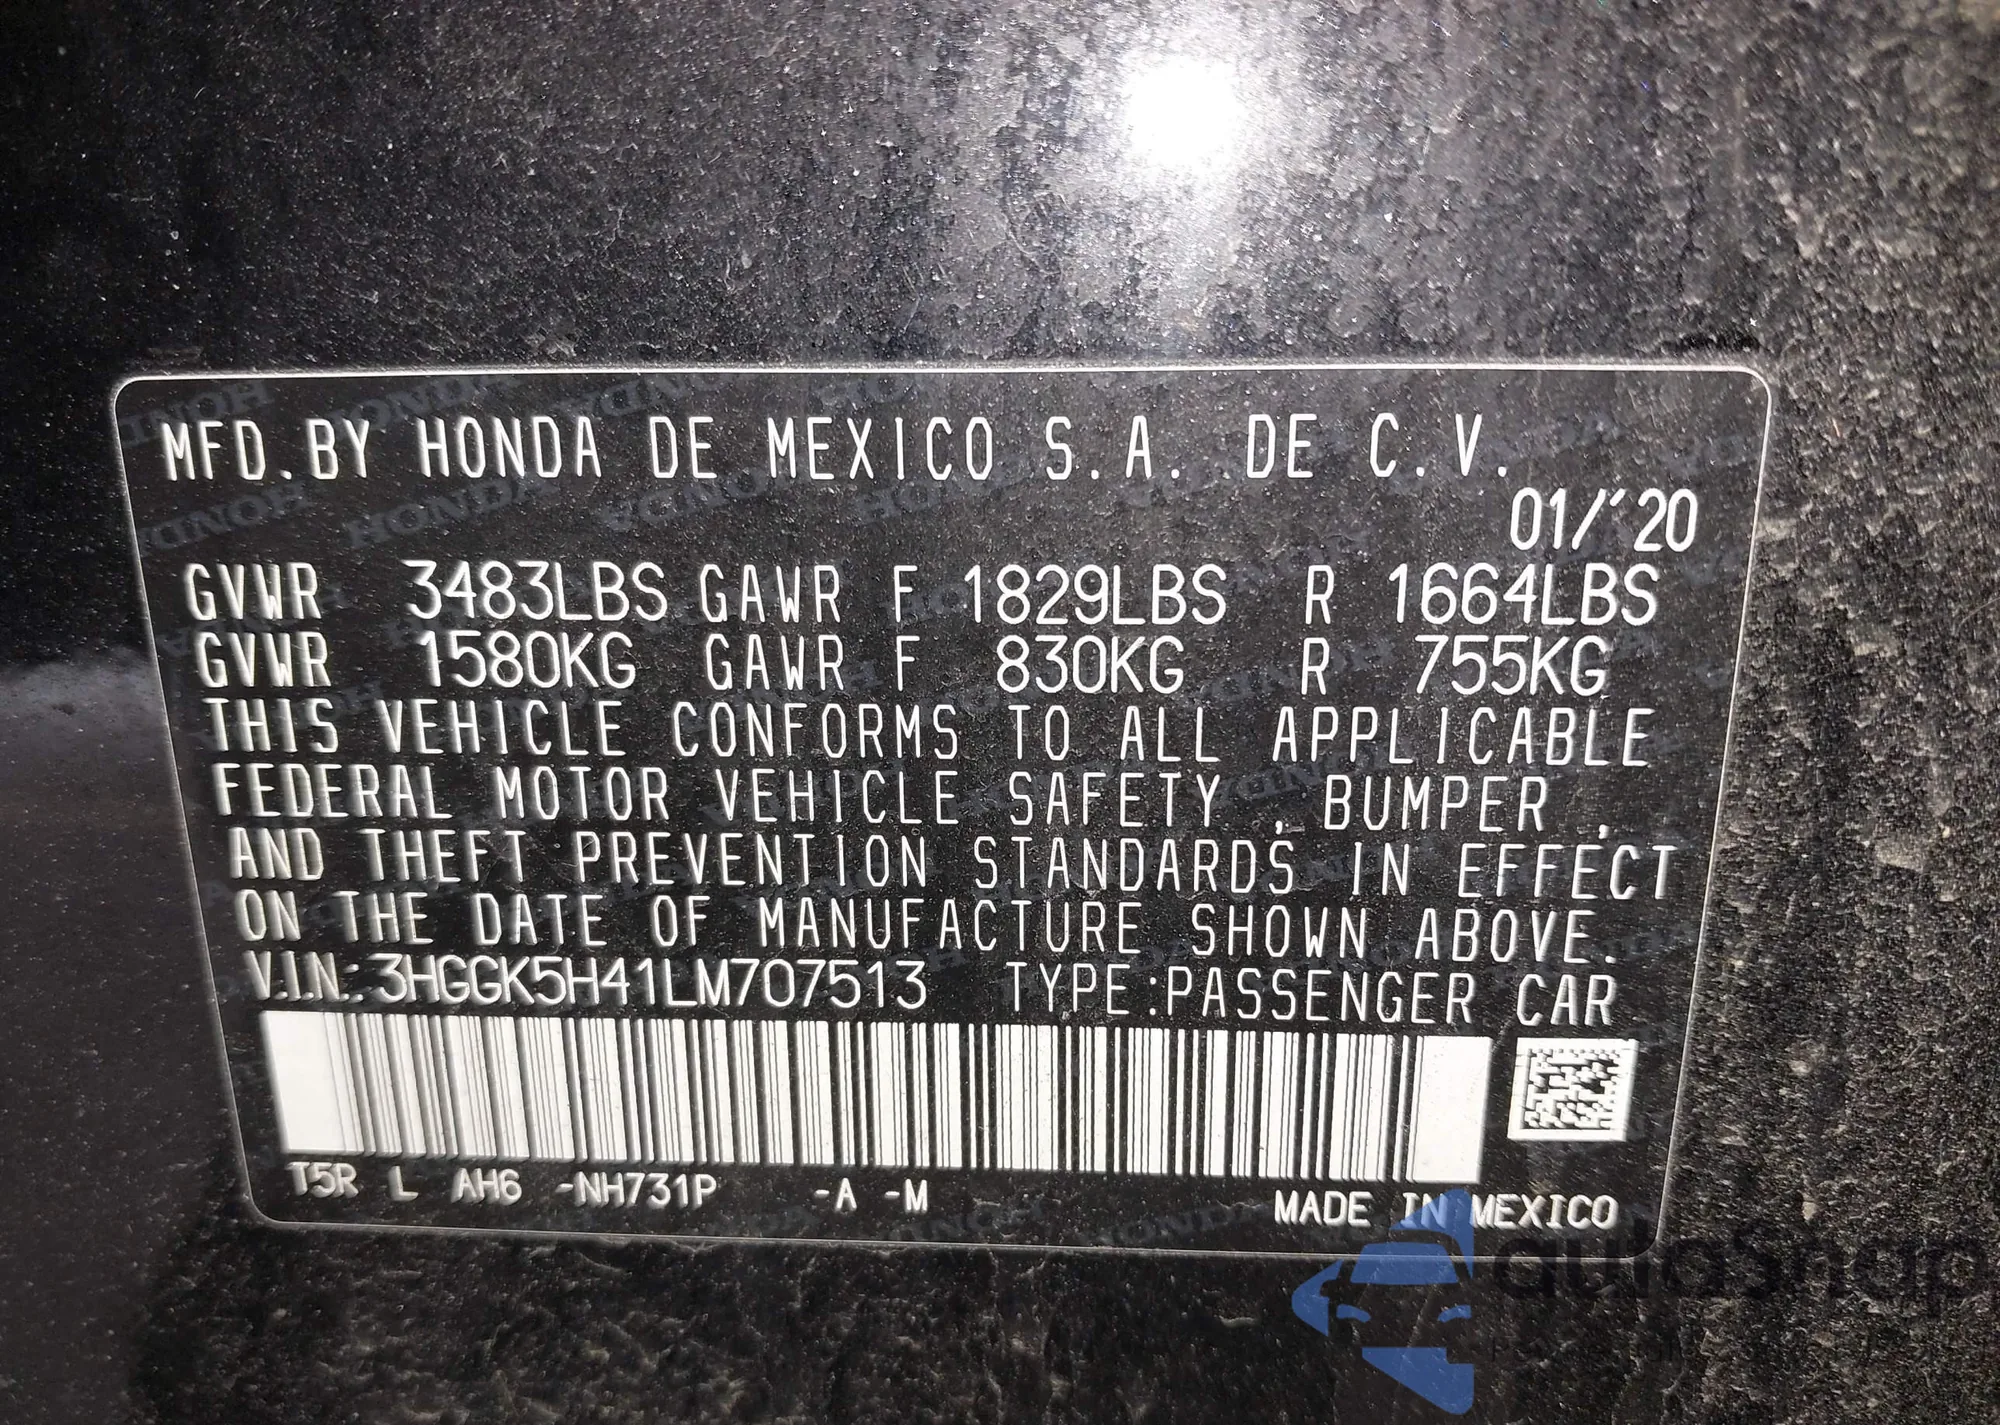 MFD.BY HONDA DE MEXICO S.A. DE C.V.
01/'20
GVWR 3483LBS GAWR F 1829LBS R 1664LBS
GVWR 1580KG GAWR F 830KG R 755KG
THIS VEHICLE CONFORMS TO ALL APPLICABLE
FEDERAL MOTOR VEHICLE SAFETY , BUMPER ,
AND THEFT PREVENTION STANDARDS IN EFFECT
ON THE DATE OF MANUFACTURE SHOWN ABOVE.
V.I.N.: 3HGGK5H41LM707513 TYPE:PASSENGER CAR
T5R L AH6 -NH731P -A -M
MADE IN MEXICO
autosnap